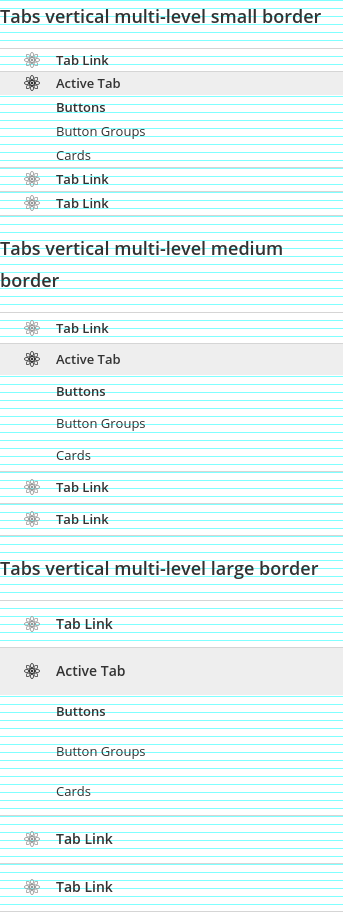 Tabs vertical multi-level small border
Tab Link
Active Tab
Buttons
Button Groups
Cards
Tab Link
Tab Link
Tabs vertical multi-level medium
border
Tab Link
Active Tab
Buttons
Button Groups
Cards
Tab Link
Tab Link
Tabs vertical multi-level large border
Tab Link
Active Tab
Buttons
Button Groups
Cards
Tab Link
Tab Link